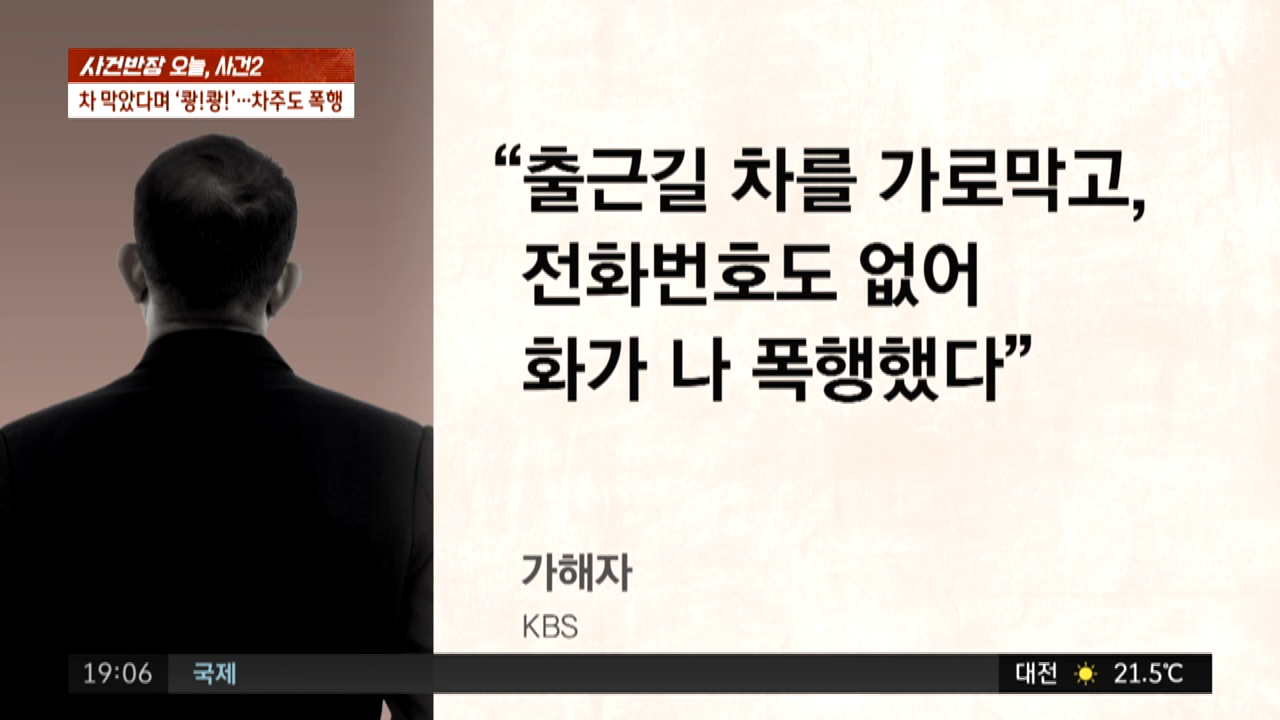 사건반장 오늘, 사건2
차 막았다며 ‘쾅!쾅!’…차주도 폭행
“출근길 차를 가로막고,
전화번호도 없어
화가 나 폭행했다”
가해자
KBS
19:06 국제 대전 21.5℃